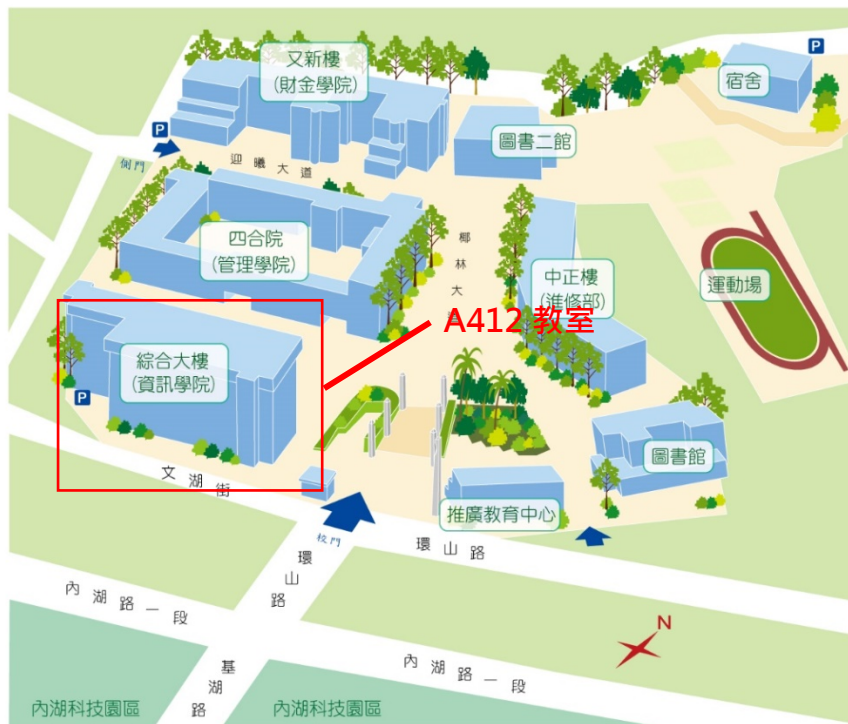 又新樓
(財金學院)
P
宿舍
圖書二館
P
側門
迎曦大道
四合院
(管理學院)
椰林大
中正樓
(進修部)
運動場
A412 教室
綜合大樓
(資訊學院)
P
圖書館
文湖街
推廣教育中心
校門
環山路
環山路
內湖路一段
N
基湖路
內湖路一段
內湖科技園區
內湖科技園區